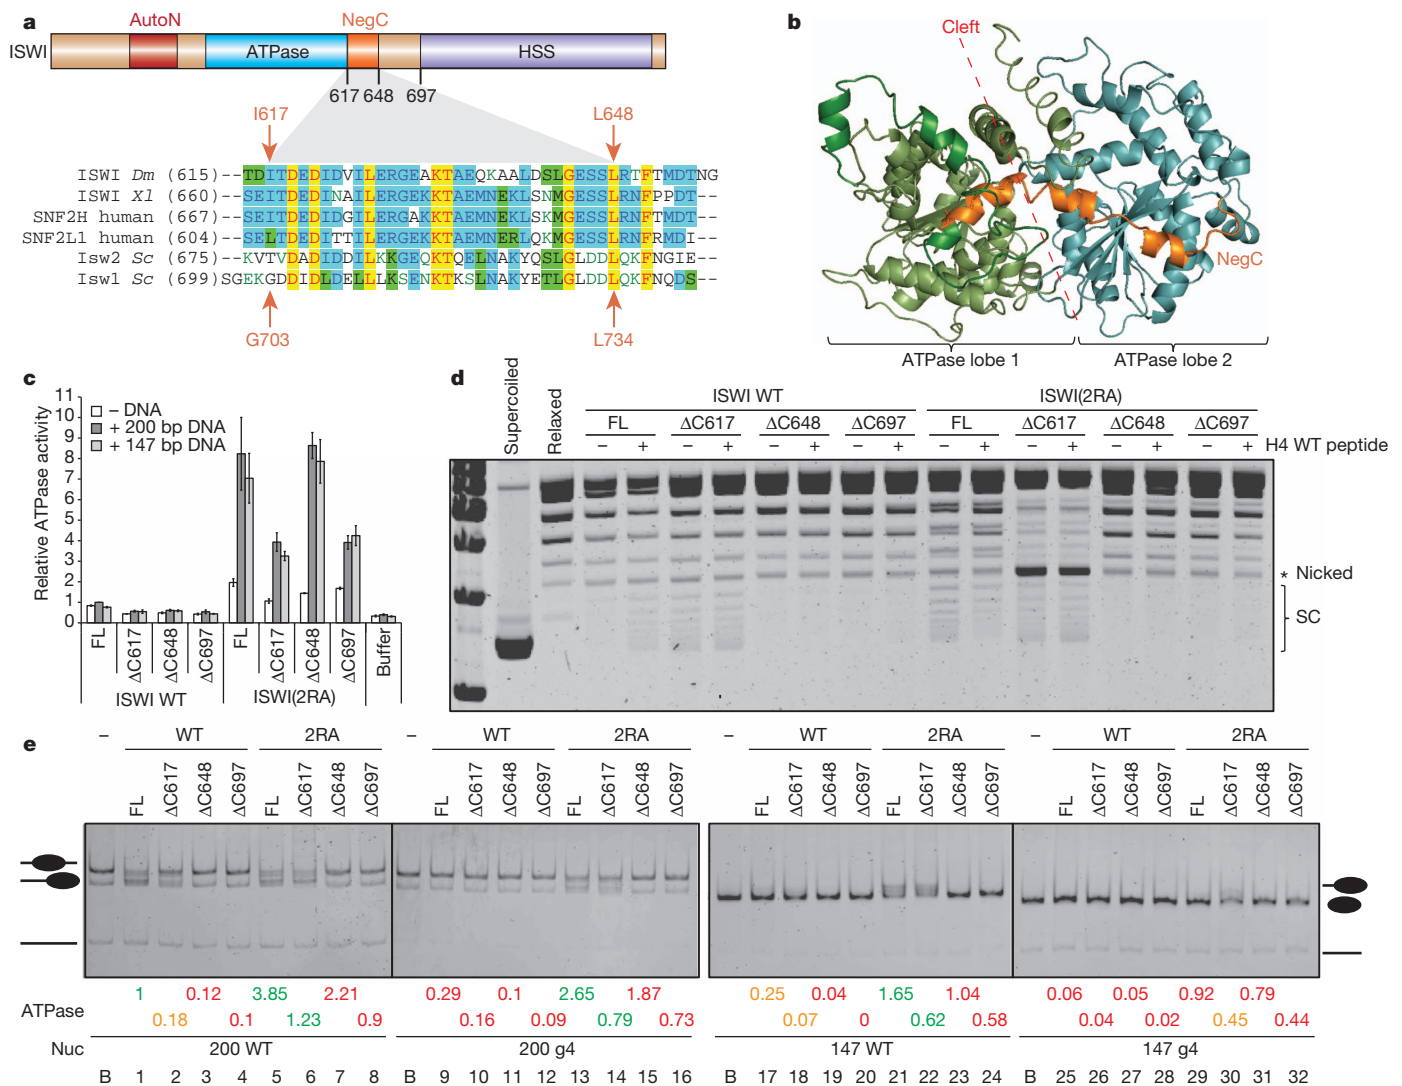 a
AutoN
NegC
ISWI
ATPase
HSS
617 648 697
I617
L648
ISWI Dm (615)--TDITDEDIDVILERGEAKTAEQKAALDSLGESSLRTFTMDTNG
ISWI Xl (660)--SEITDEDINAILERGEKKTAEMNEKLSNMGESSLRNFPPDT--
SNF2H human (667)--SEITDEDIDGILERGAKKTAEMNEKLSKMGESSLRNFTMDT--
SNF2L1 human (604)--SELTDEDITTILERGEKKTAEMNERLQKMGESSLRNFRMDI--
Isw2 Sc (675)--KVTVDADIDDILKKGEQKTQELNAKYQSLGLDDLQKFNGIE--
Isw1 Sc (699)SGEKGDDIDLDELLLKSENKTKSLNAKYETLGLDDLQKFNQDS--
G703
L734
b
Cleft
NegC
ATPase lobe 1
ATPase lobe 2
c
Relative ATPase activity
11
10
9
8
7
6
5
4
3
2
1
0
– DNA
+ 200 bp DNA
+ 147 bp DNA
FL ΔC617 ΔC648 ΔC697 FL ΔC617 ΔC648 ΔC697 Buffer
ISWI WT ISWI(2RA)
d
Supercoiled
Relaxed
ISWI WT ISWI(2RA)
FL ΔC617 ΔC648 ΔC697 FL ΔC617 ΔC648 ΔC697
– + – + – + – + – + – + – + – + H4 WT peptide
* Nicked
SC
e
– WT 2RA – WT 2RA – WT 2RA – WT 2RA
FL ΔC617 ΔC648 ΔC697 FL ΔC617 ΔC648 ΔC697 FL ΔC617 ΔC648 ΔC697 FL ΔC617 ΔC648 ΔC697 FL ΔC617 ΔC648 ΔC697 FL ΔC617 ΔC648 ΔC697 FL ΔC617 ΔC648 ΔC697 FL ΔC617 ΔC648 ΔC697
1 0.12 3.85 2.21 0.29 0.1 2.65 1.87 0.25 0.04 1.65 1.04 0.06 0.05 0.92 0.79
ATPase
0.18 0.1 1.23 0.9 0.16 0.09 0.79 0.73 0.07 0 0.62 0.58 0.04 0.02 0.45 0.44
Nuc 200 WT 200 g4 147 WT 147 g4
B 1 2 3 4 5 6 7 8 B 9 10 11 12 13 14 15 16 B 17 18 19 20 21 22 23 24 B 25 26 27 28 29 30 31 32